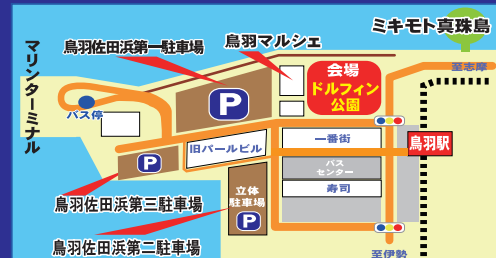 ミキモト真珠島
鳥羽マルシェ
鳥羽佐田浜第一駐車場
マリンターミナル
会場
ドルフィン
公園
至志摩
P
バス停
一番街
鳥羽駅
旧パールビル
P
バス
センター
寿司
立体
駐車場
P
鳥羽佐田浜第三駐車場
鳥羽佐田浜第二駐車場
至伊勢